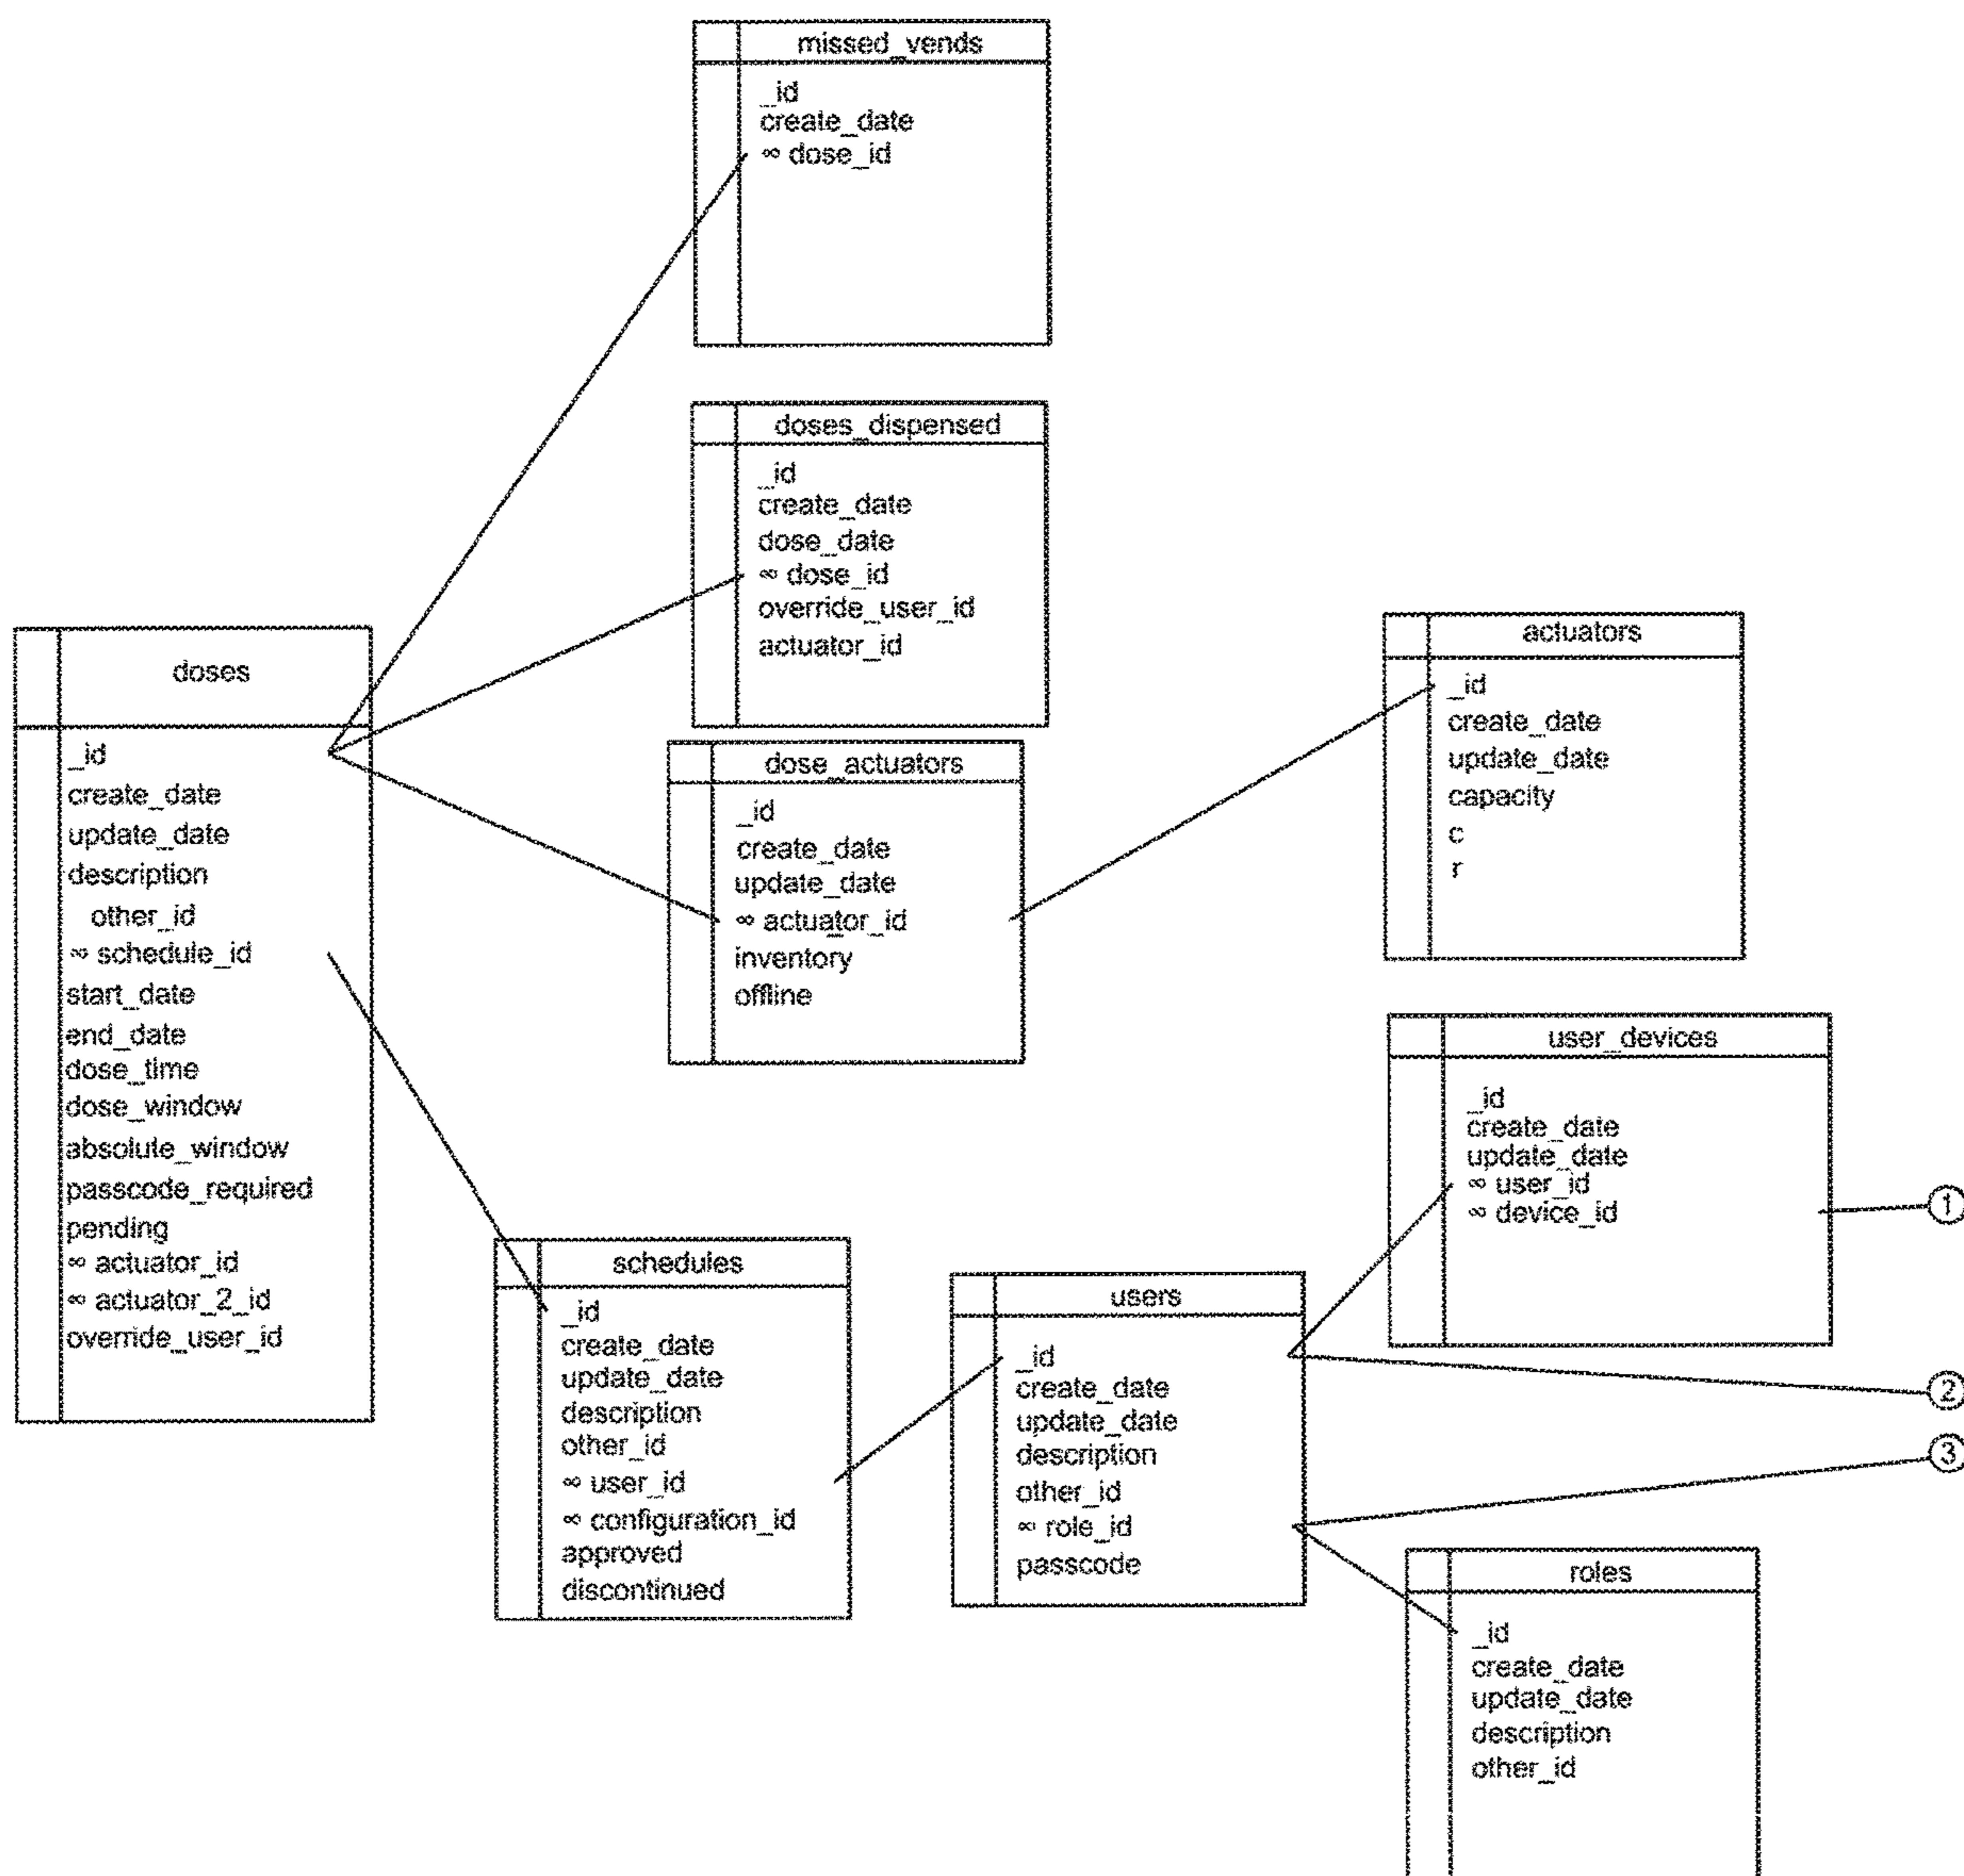 missed_vends
_id
create_date
∞ dose_id
doses_dispensed
_id
create_date
dose_date
∞ dose_id
override_user_id
actuator_id
doses
_id
create_date
update_date
description
other_id
∞ schedule_id
start_date
end_date
dose_time
dose_window
absolute_window
passcode_required
pending
∞ actuator_id
∞ actuator_2_id
override_user_id
dose_actuators
_id
create_date
update_date
∞ actuator_id
inventory
offline
actuators
_id
create_date
update_date
capacity
c
r
user_devices
_id
create_date
update_date
∞ user_id
∞ device_id
1
schedules
_id
create_date
update_date
description
other_id
∞ user_id
∞ configuration_id
approved
discontinued
users
_id
create_date
update_date
description
other_id
∞ role_id
passcode
2
3
roles
_id
create_date
update_date
description
other_id